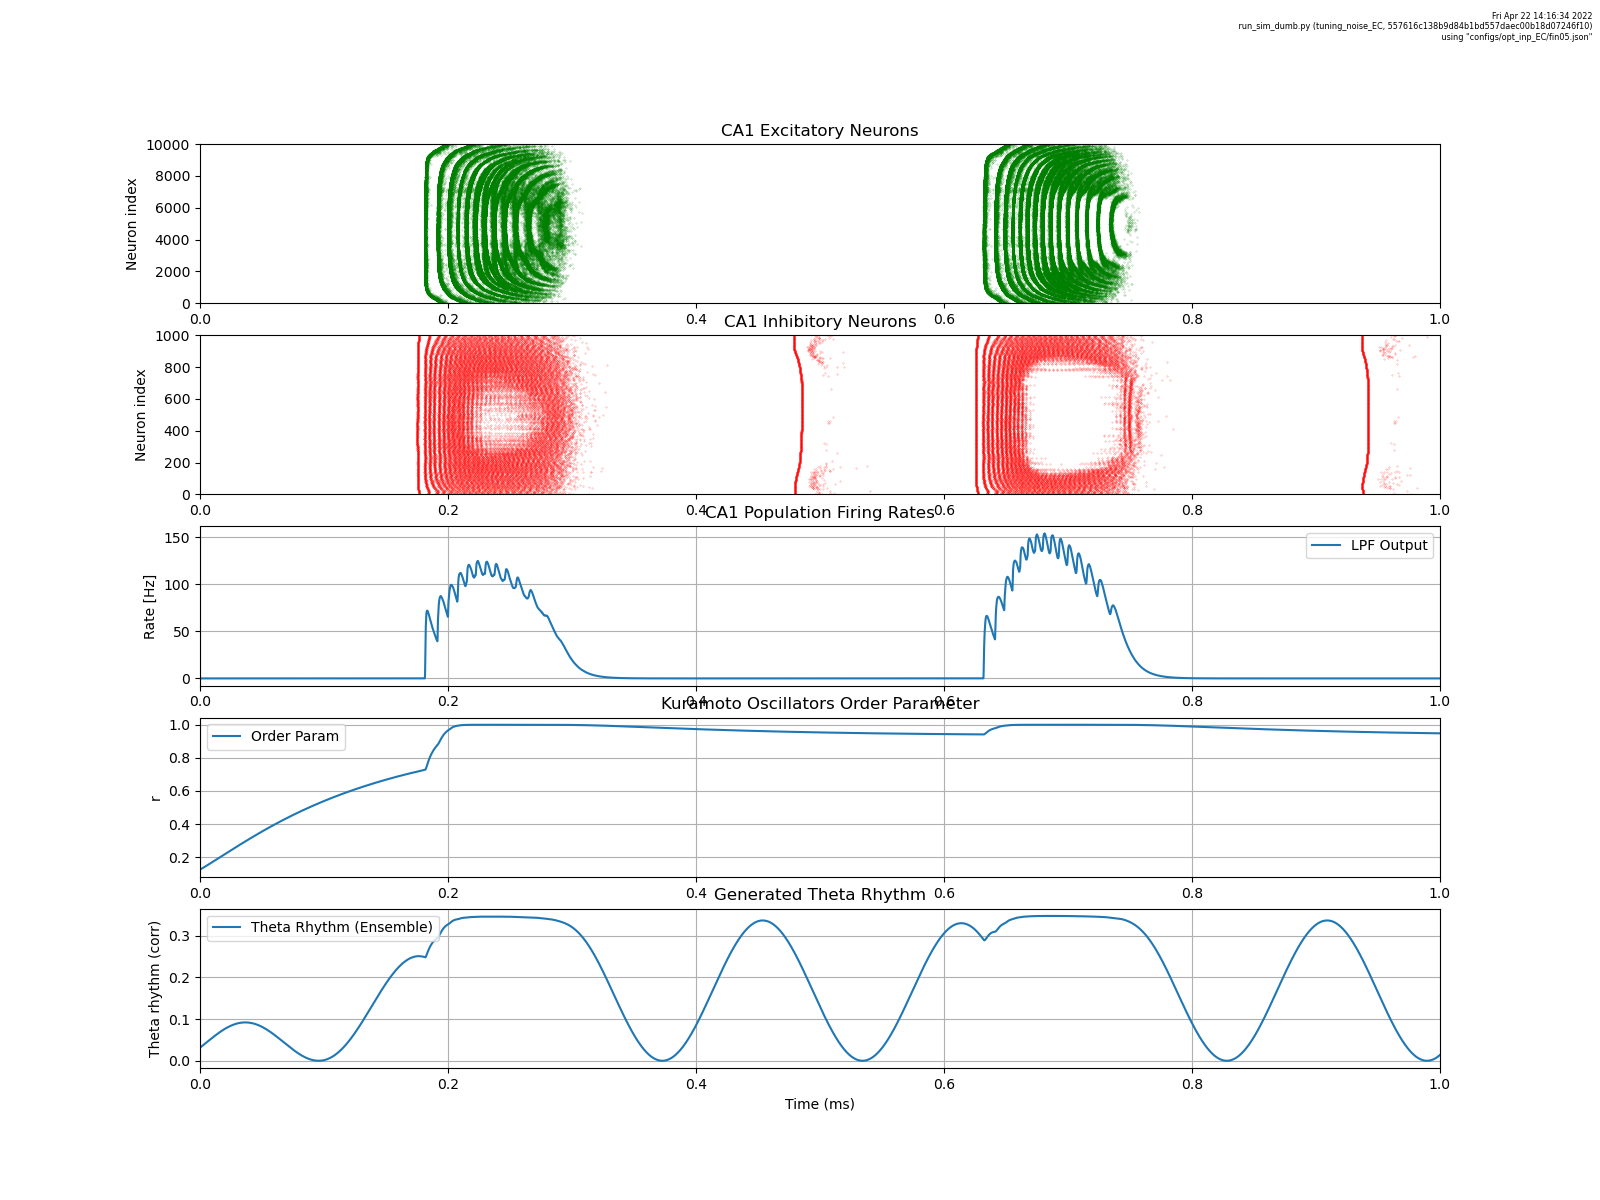 Fri Apr 22 14:16:34 2022
run_sim_dumb.py (tuning_noise_EC, 557616c138b9d84b1bd557daec00b18d07246f10)
using "configs/opt_inp_EC/fin05.json"
CA1 Excitatory Neurons
Neuron index
10000
8000
6000
4000
2000
0
0.0 0.2 0.4 0.6 0.8 1.0
CA1 Inhibitory Neurons
Neuron index
1000
800
600
400
200
0
0.0 0.2 0.4 0.6 0.8 1.0
CA1 Population Firing Rates
Rate [Hz]
150
100
50
0
LPF Output
0.0 0.2 0.4 0.6 0.8 1.0
Kuramoto Oscillators Order Parameter
r
1.0
0.8
0.6
0.4
0.2
Order Param
0.0 0.2 0.4 0.6 0.8 1.0
Generated Theta Rhythm
Theta rhythm (corr)
0.3
0.2
0.1
0.0
Theta Rhythm (Ensemble)
0.0 0.2 0.4 0.6 0.8 1.0
Time (ms)